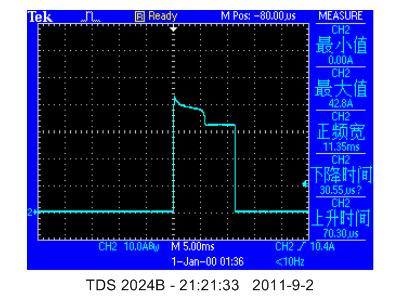 Tek R Ready M Pos: -80.00µs MEASURE
CH2
最小值
0.00A
CH2
最大值
42.8A
CH2
正频宽
11.35ms
CH2
下降时间
30.55µs?
CH2
上升时间
70.30µs
2
CH2 10.0ABW M 5.00ms CH2 10.4A
1-Jan-00 01:36 <10Hz
TDS 2024B - 21:21:33 2011-9-2